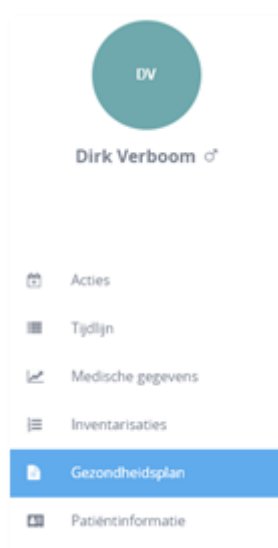 DV
Dirk Verboom ♂
Acties
Tijdlijn
Medische gegevens
Inventarisaties
Gezondheidsplan
Patiëntinformatie